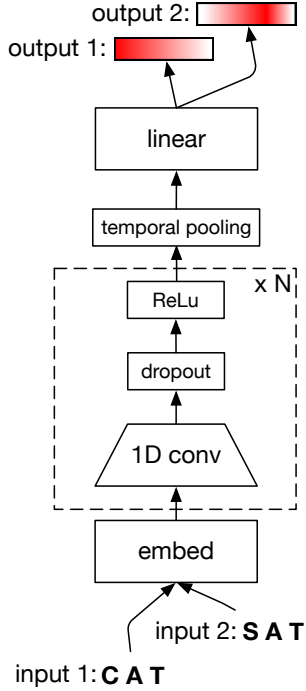 output 2:
output 1:
linear
temporal pooling
x N
ReLu
dropout
1D conv
embed
input 2: S A T
input 1: C A T